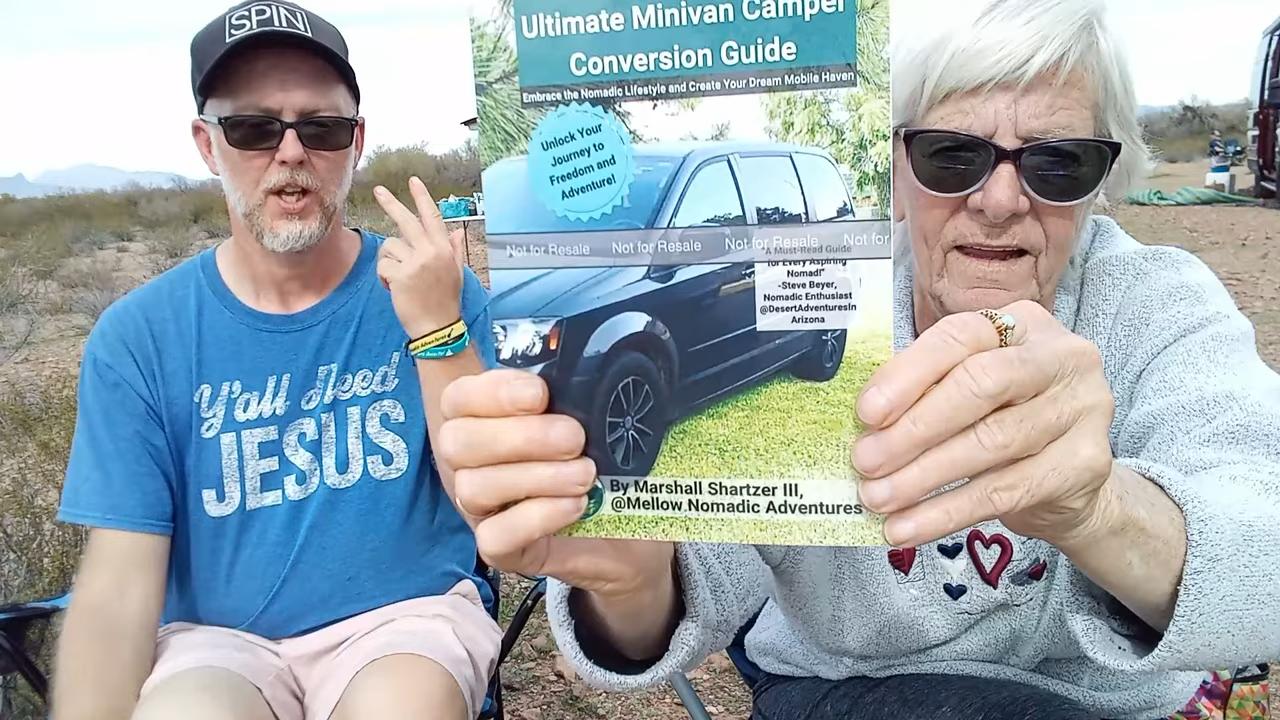 SPIN
Ultimate Minivan Camper
Conversion Guide
Embrace the Nomadic Lifestyle and Create Your Dream Mobile Haven
Unlock Your
Journey to
Freedom and
Adventure!
Not for Resale Not for Resale Not for Resale Not for
A Must-Read Guide
for Every Aspiring
Nomad!"
-Steve Beyer,
Nomadic Enthusiast
@DesertAdventuresIn
Arizona
By Marshall Shartzer III,
@Mellow Nomadic Adventures
Y'all Need
JESUS
Adventures